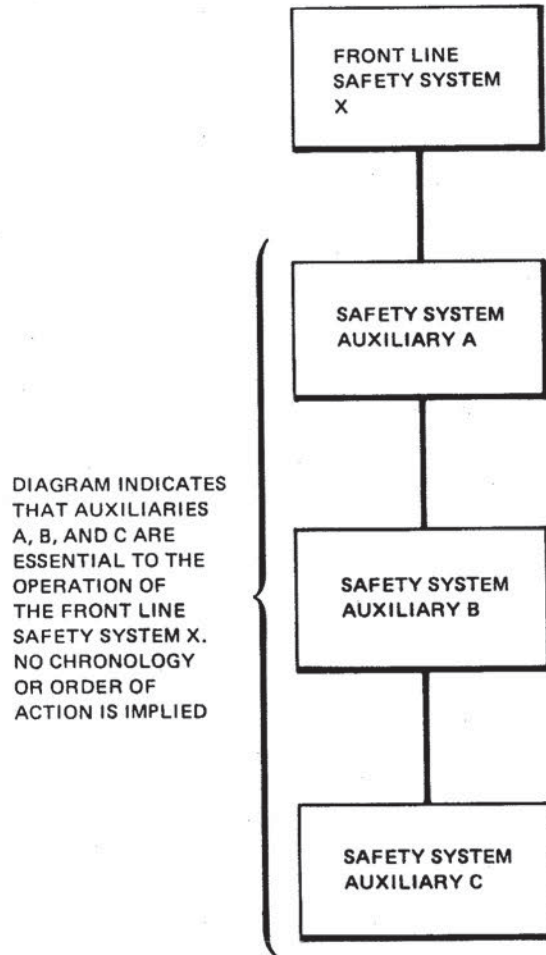 FRONT LINE
SAFETY SYSTEM
X
SAFETY SYSTEM
AUXILIARY A
DIAGRAM INDICATES
THAT AUXILIARIES
A, B, AND C ARE
ESSENTIAL TO THE
OPERATION OF
THE FRONT LINE
SAFETY SYSTEM X.
NO CHRONOLOGY
OR ORDER OF
ACTION IS IMPLIED
SAFETY SYSTEM
AUXILIARY B
SAFETY SYSTEM
AUXILIARY C